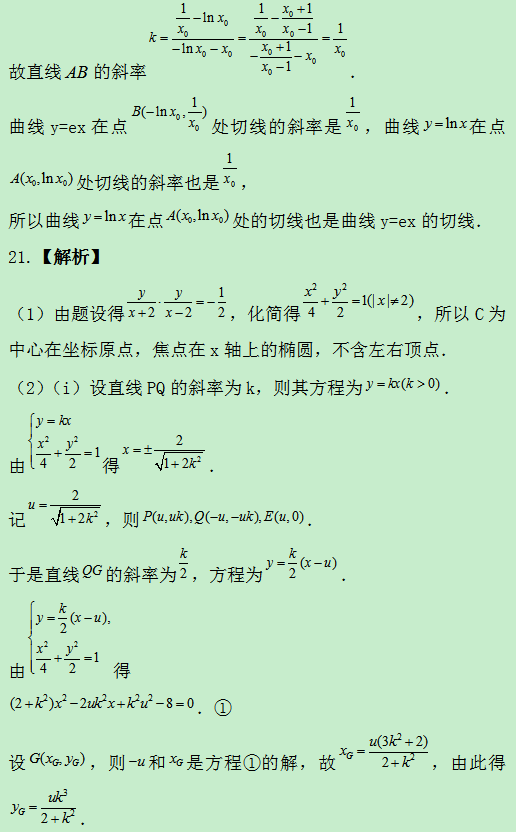 故直线 AB 的斜率 k = (1/x₀ − ln x₀)/(−ln x₀ − x₀) = (1/x₀ − (x₀+1)/(x₀−1))/(−(x₀+1)/(x₀−1) − x₀) = 1/x₀ .
曲线 y=ex 在点 B(−ln x₀, 1/x₀) 处切线的斜率是 1/x₀ ，曲线 y = ln x 在点
A(x₀, ln x₀) 处切线的斜率也是 1/x₀ ，
所以曲线 y = ln x 在点 A(x₀, ln x₀) 处的切线也是曲线 y=ex 的切线．
21.【解析】
（1）由题设得 y/(x+2) · y/(x−2) = −1/2 ，化简得 x²/4 + y²/2 = 1(|x|≠2) ，所以 C 为
中心在坐标原点，焦点在 x 轴上的椭圆，不含左右顶点．
（2）（i）设直线 PQ 的斜率为 k，则其方程为 y = kx(k > 0) ．
由 { y = kx, x²/4 + y²/2 = 1 得 x = ± 2/√(1+2k²) ．
记 u = 2/√(1+2k²) ，则 P(u,uk), Q(−u,−uk), E(u,0) ．
于是直线 QG 的斜率为 k/2 ，方程为 y = k/2 (x−u) ．
由 { y = k/2 (x−u), x²/4 + y²/2 = 1 得
(2+k²)x² − 2uk²x + k²u² − 8 = 0 ．①
设 G(x_G, y_G) ，则 −u 和 x_G 是方程①的解，故 x_G = u(3k²+2)/(2+k²) ，由此得
y_G = uk³/(2+k²) ．